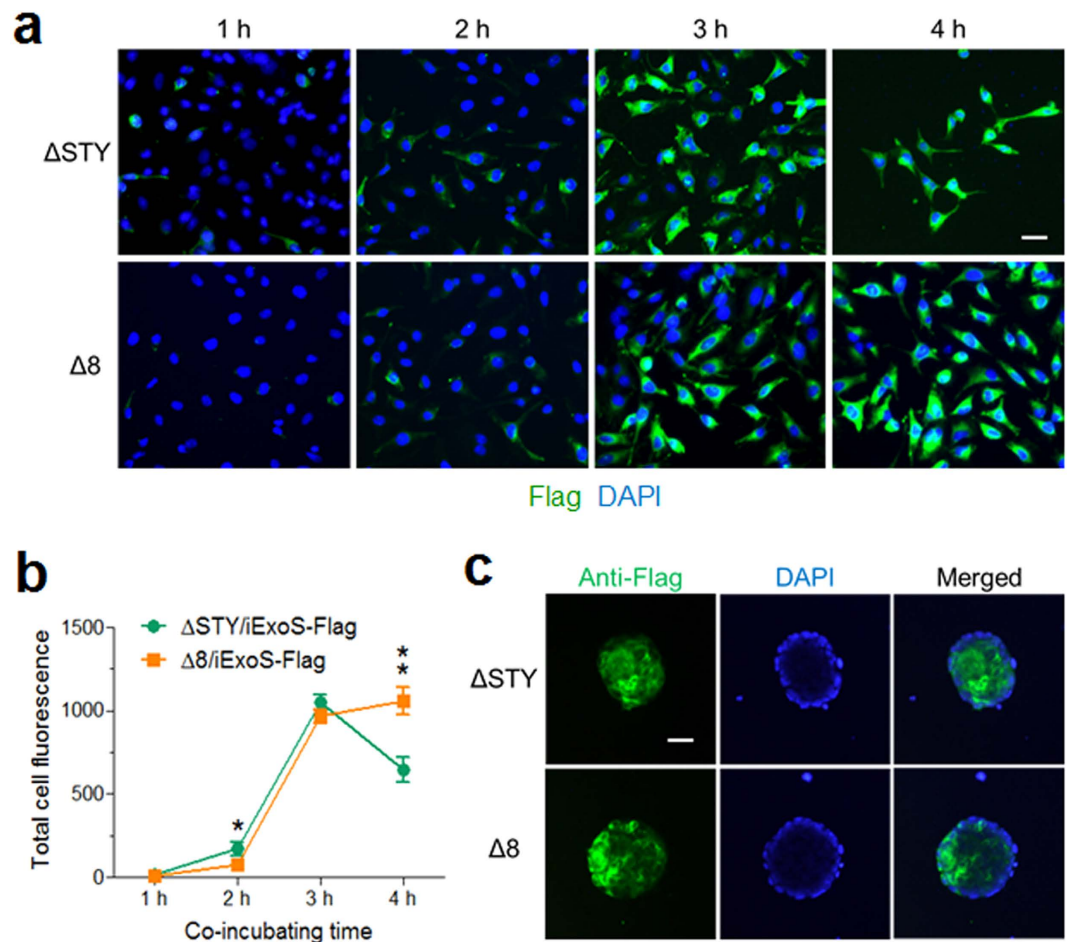 a
1 h 2 h 3 h 4 h
ΔSTY
Δ8
Flag DAPI
b
ΔSTY/iExoS-Flag
Δ8/iExoS-Flag
Total cell fluorescence
1500
1000
500
0
*
*
*
1 h 2 h 3 h 4 h
Co-incubating time
c
Anti-Flag DAPI Merged
ΔSTY
Δ8